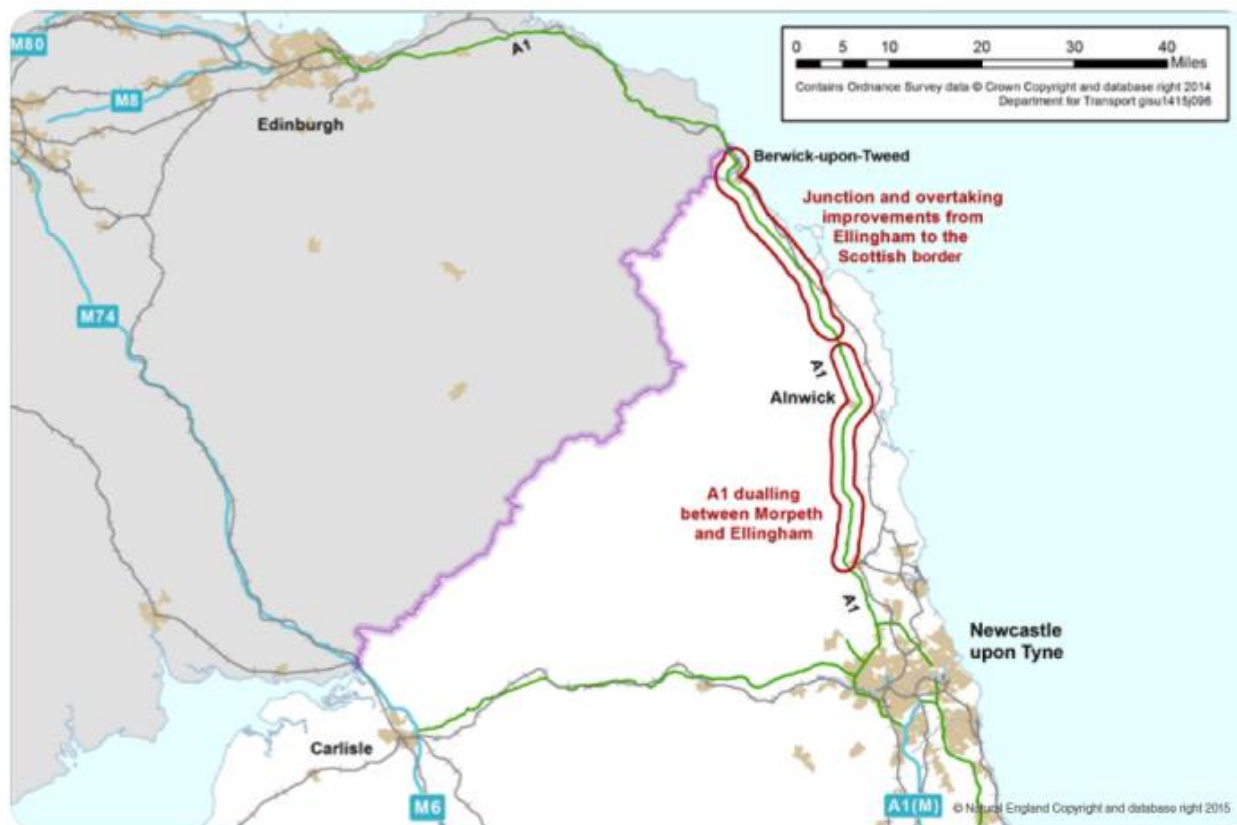 M80
A1
0 5 10 20 30 40
Miles
Contains Ordnance Survey data © Crown Copyright and database right 2014
Department for Transport gisu1415j096
M8
Edinburgh
Berwick-upon-Tweed
Junction and overtaking
improvements from
Ellingham to the
Scottish border
M74
A1
Alnwick
A1 dualling
between Morpeth
and Ellingham
A1
Newcastle
upon Tyne
Carlisle
M6
A1(M)
© Natural England Copyright and database right 2015